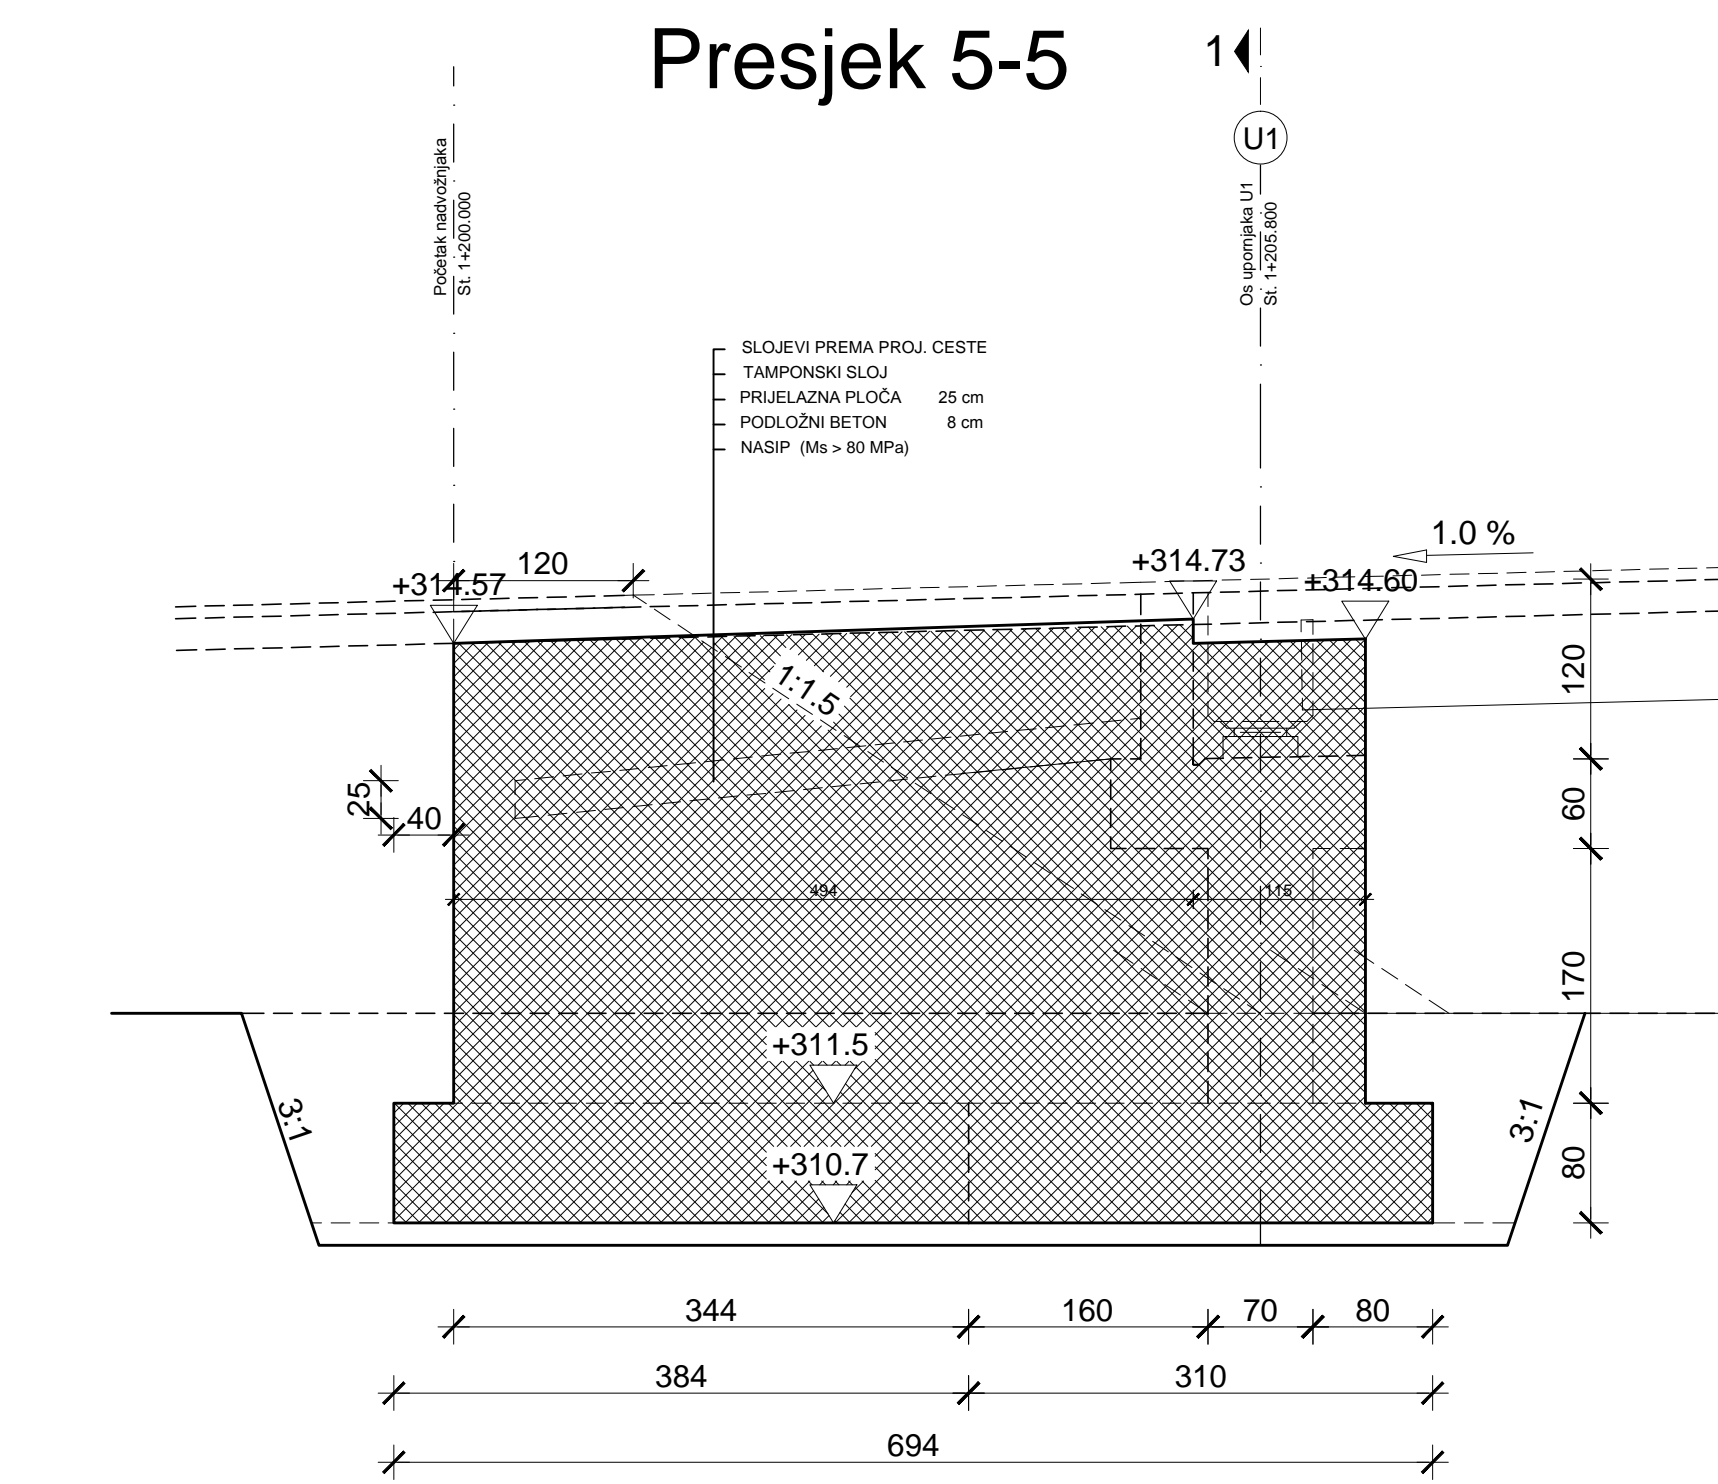 Presjek 5-5
1
U1
Početak nadvožnjaka
St. 1+200.000
Os upornjaka U1
St. 1+205.800
SLOJEVI PREMA PROJ. CESTE
TAMPONSKI SLOJ
PRIJELAZNA PLOČA 25 cm
PODLOŽNI BETON 8 cm
NASIP (Ms > 80 MPa)
1.0 %
120
+314.73
+314.57
+314.60
120
1:1.5
25
40
60
494
115
170
+311.5
3:1
3:1
+310.7
80
344
160
70
80
384
310
694